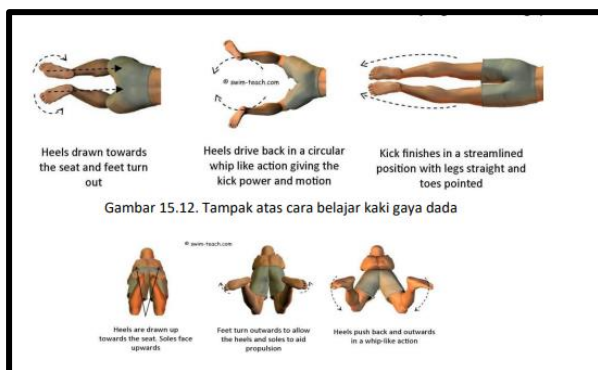 © swim-teach.com
Heels drawn towards
the seat and feet turn
out
Heels drive back in a circular
whip like action giving the
kick power and motion
Kick finishes in a streamlined
position with legs straight and
toes pointed
Gambar 15.12. Tampak atas cara belajar kaki gaya dada
© swim-teach.com
Heels are drawn up
towards the seat. Soles face
upwards
Feet turn outwards to allow
the heels and soles to aid
propulsion
Heels push back and outwards
in a whip-like action